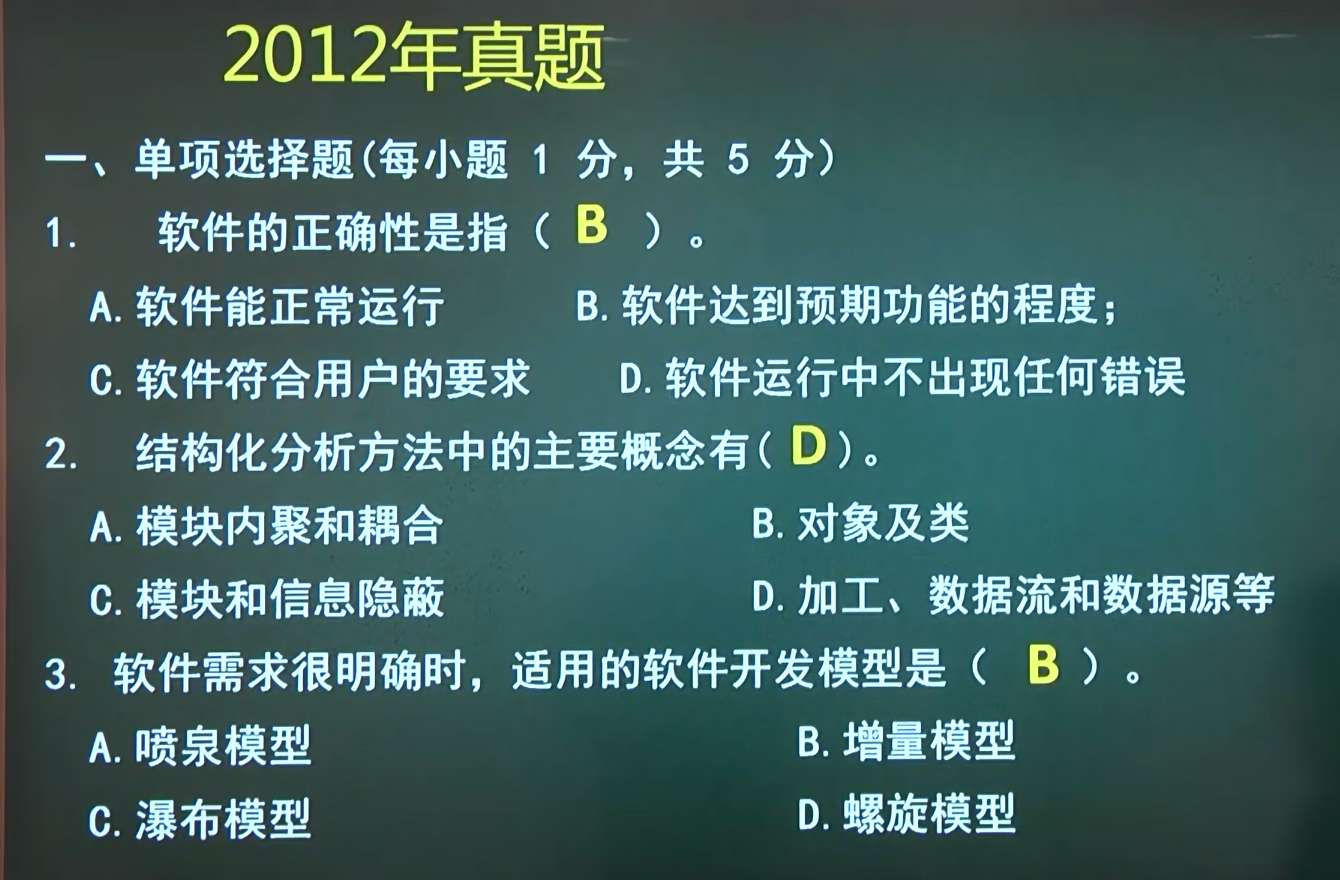 2012年真题
一、单项选择题(每小题 1 分，共 5 分）
1. 软件的正确性是指（ B ）。
A.软件能正常运行 B.软件达到预期功能的程度；
C.软件符合用户的要求 D.软件运行中不出现任何错误
2. 结构化分析方法中的主要概念有( D )。
A.模块内聚和耦合 B.对象及类
C.模块和信息隐蔽 D.加工、数据流和数据源等
3. 软件需求很明确时，适用的软件开发模型是（ B ）。
A.喷泉模型 B.增量模型
C.瀑布模型 D.螺旋模型